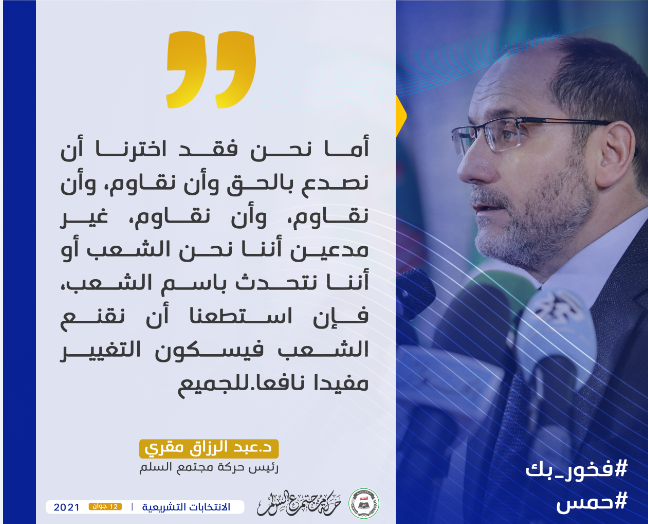 أما نحن فقد اخترنا أن
نصدع بالحق وأن نقاوم، وأن
نقاوم، وأن نقاوم، غير
مدعين أننا نحن الشعب أو
أننا نتحدث باسم الشعب،
فإن استطعنا أن نقنع
الشعب فيسكون التغيير
مفيدا نافعا.للجميع
د.عبد الرزاق مقري
رئيس حركة مجتمع السلم
#فخور_بك
#حمس
حركة مجتمع السلم
الانتخابات التشريعية | 12 جوان 2021